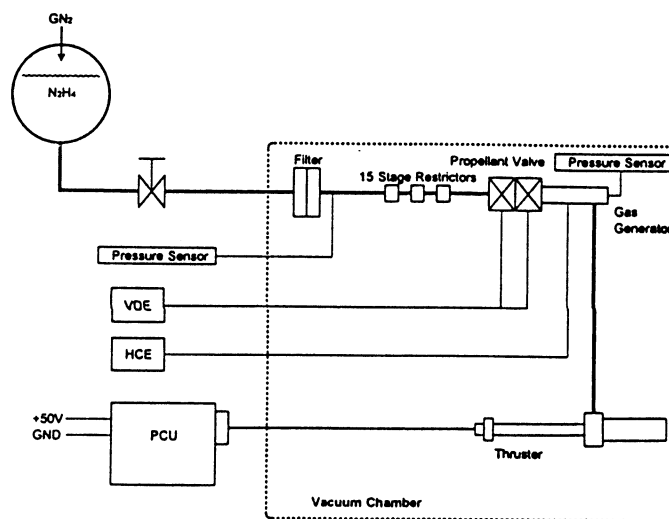 GN₂
N₂H₄
Filter
Propellant Valve
Pressure Sensor
15 Stage Restrictors
Gas
Generator
Pressure Sensor
VDE
HCE
+50V
GND
PCU
Thruster
Vacuum Chamber